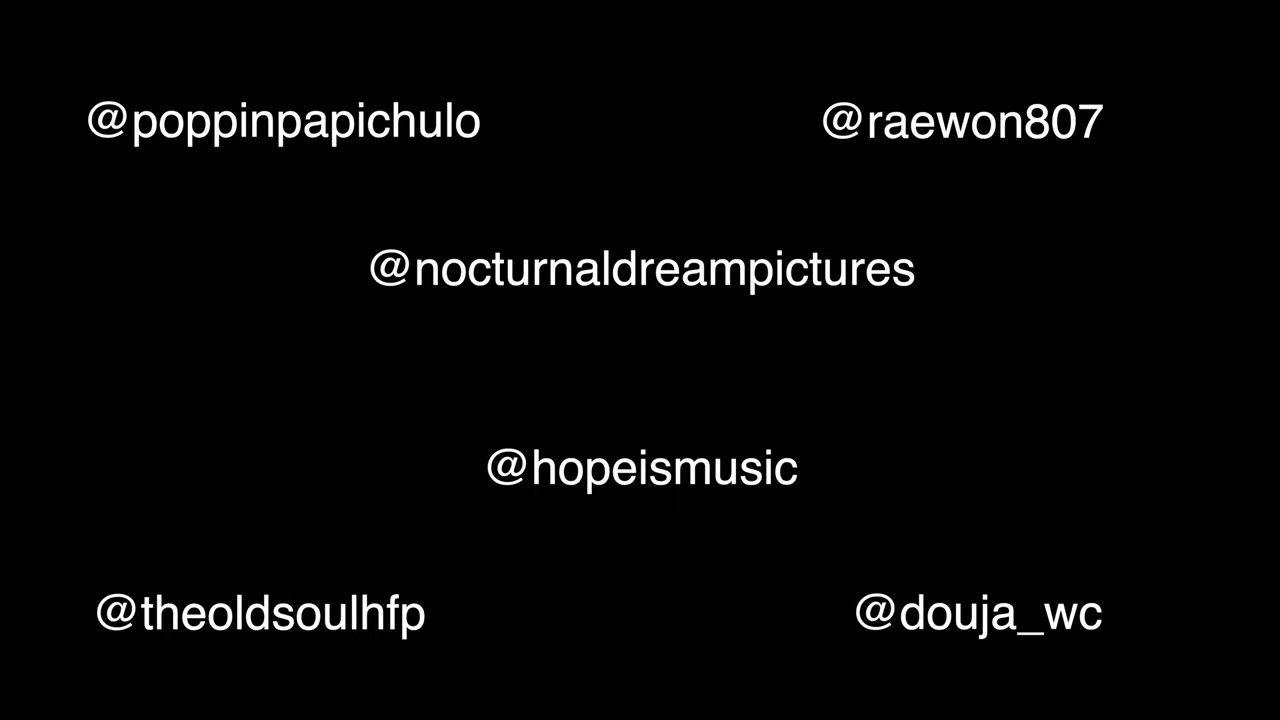 @poppinpapichulo
@raewon807
@nocturnaldreampictures
@hopeismusic
@theoldsoulhfp
@douja_wc